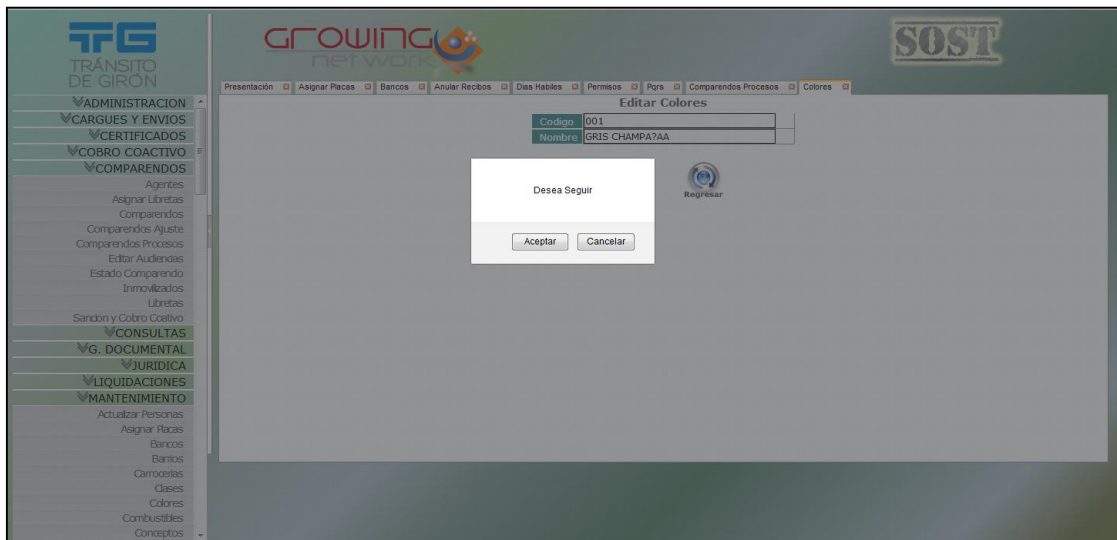 TG
TRÁNSITO
DE GIRÓN
Growing
network
SOST
Presentación Asignar Placas Bancos Anular Recibos Dias Habiles Permisos Pqrs Comparendos Procesos Colores
ADMINISTRACION
CARGUES Y ENVIOS
CERTIFICADOS
COBRO COACTIVO
COMPARENDOS
Agentes
Asignar Libretas
Comparendos
Comparendos Ajuste
Comparendos Procesos
Editar Audiencias
Estado Comparendo
Inmovilizados
Libretas
Sancion y Cobro Coativo
CONSULTAS
G. DOCUMENTAL
JURIDICA
LIQUIDACIONES
MANTENIMIENTO
Actualizar Personas
Asignar Placas
Bancos
Barrios
Carrocerias
Clases
Colores
Combustibles
Conceptos
Editar Colores
Codigo 001
Nombre GRIS CHAMPA?AA
Regresar
Desea Seguir
Aceptar Cancelar